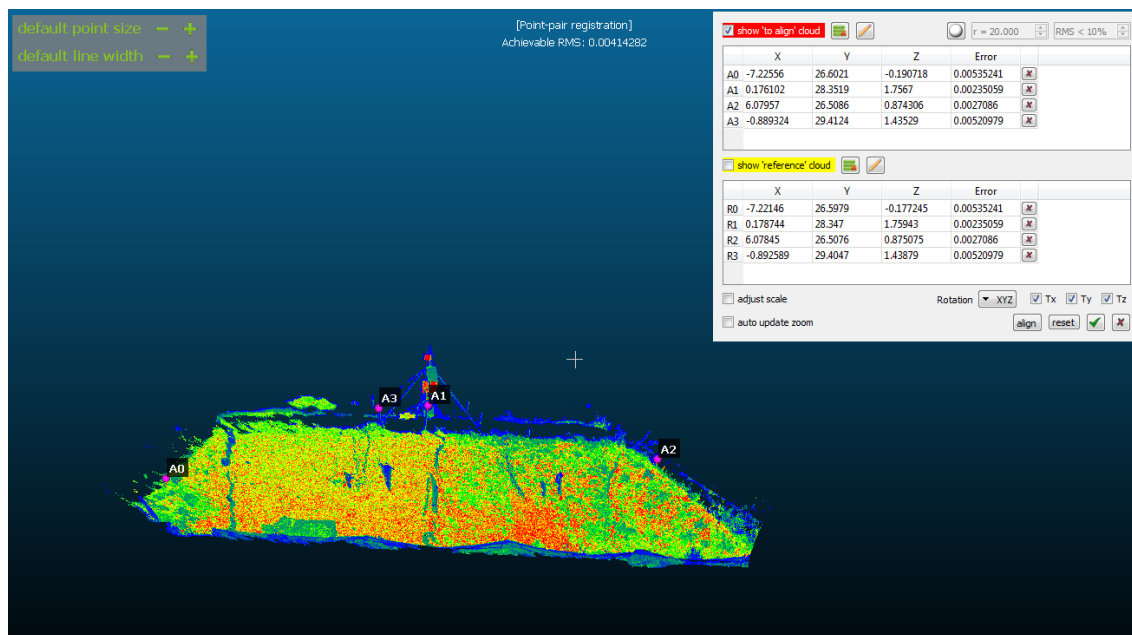 default point size − +
default line width − +
[Point-pair registration]
Achievable RMS: 0.00414282
show 'to align' cloud
r = 20.000
RMS < 10%
X Y Z Error
A0 -7.22556 26.6021 -0.190718 0.00535241
A1 0.176102 28.3519 1.7567 0.00235059
A2 6.07957 26.5086 0.874306 0.0027086
A3 -0.889324 29.4124 1.43529 0.00520979
show 'reference' cloud
X Y Z Error
R0 -7.22146 26.5979 -0.177245 0.00535241
R1 0.178744 28.347 1.75943 0.00235059
R2 6.07845 26.5076 0.875075 0.0027086
R3 -0.892589 29.4047 1.43879 0.00520979
adjust scale
Rotation XYZ Tx Ty Tz
auto update zoom
align reset
A3
A1
A2
A0